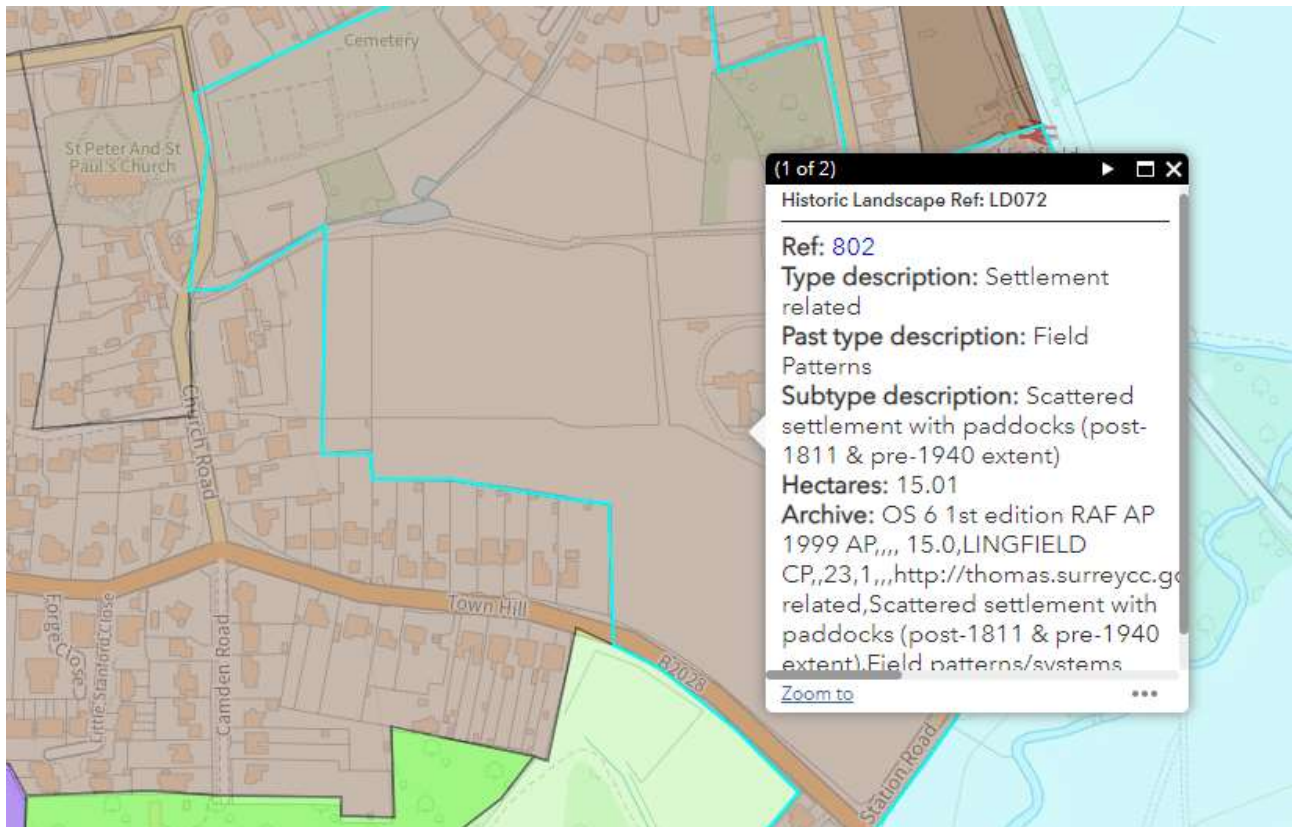 Cemetery
St Peter And St
Paul's Church
(1 of 2)
Historic Landscape Ref: LD072
Ref: 802
Type description: Settlement
related
Past type description: Field
Patterns
Subtype description: Scattered
settlement with paddocks (post-
1811 & pre-1940 extent)
Hectares: 15.01
Archive: OS 6 1st edition RAF AP
1999 AP,,,, 15.0,LINGFIELD
CP,,23,1,,,http://thomas.surreycc.go
related,Scattered settlement with
paddocks (post-1811 & pre-1940
extent),Field patterns/systems
Zoom to
Church Road
Town Hill
B2028
Station Road
Forge Close
Little Stanford Close
Camden Road